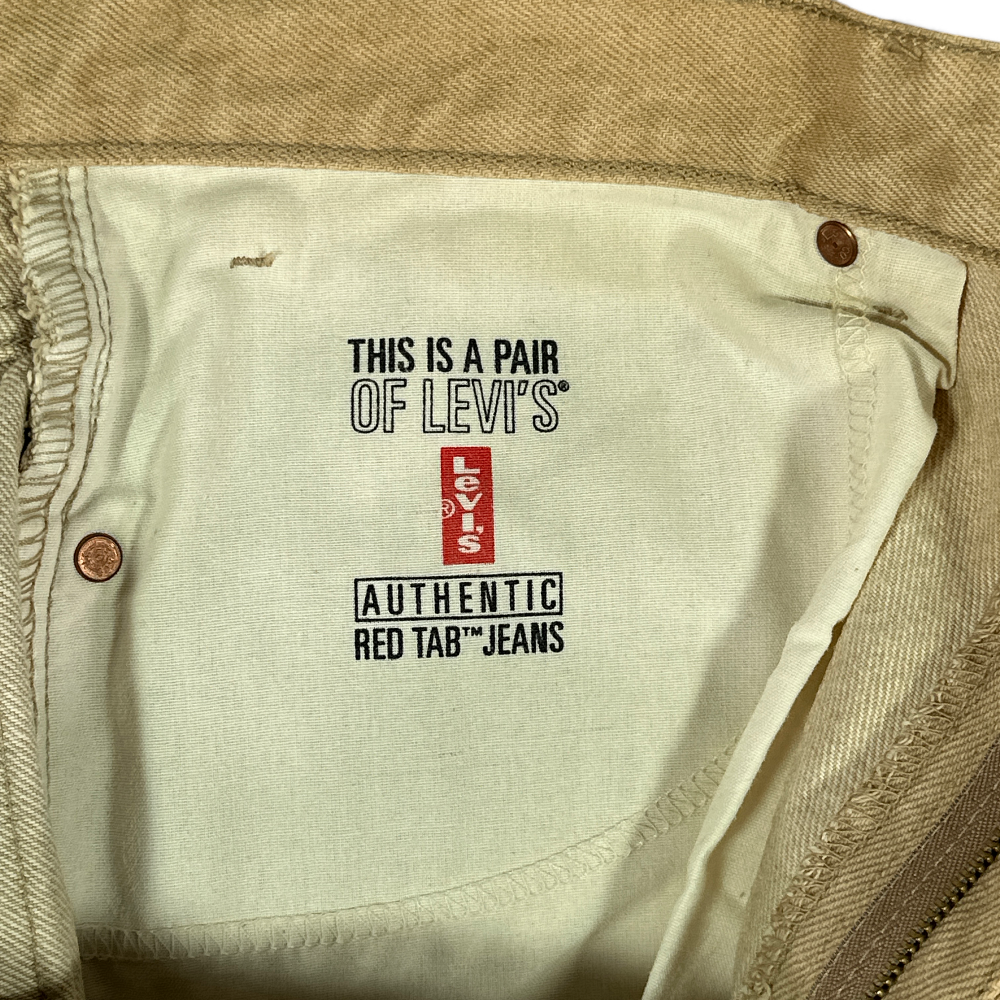 THIS IS A PAIR
OF LEVI'S®
LEVI'S
®
AUTHENTIC
RED TAB™ JEANS